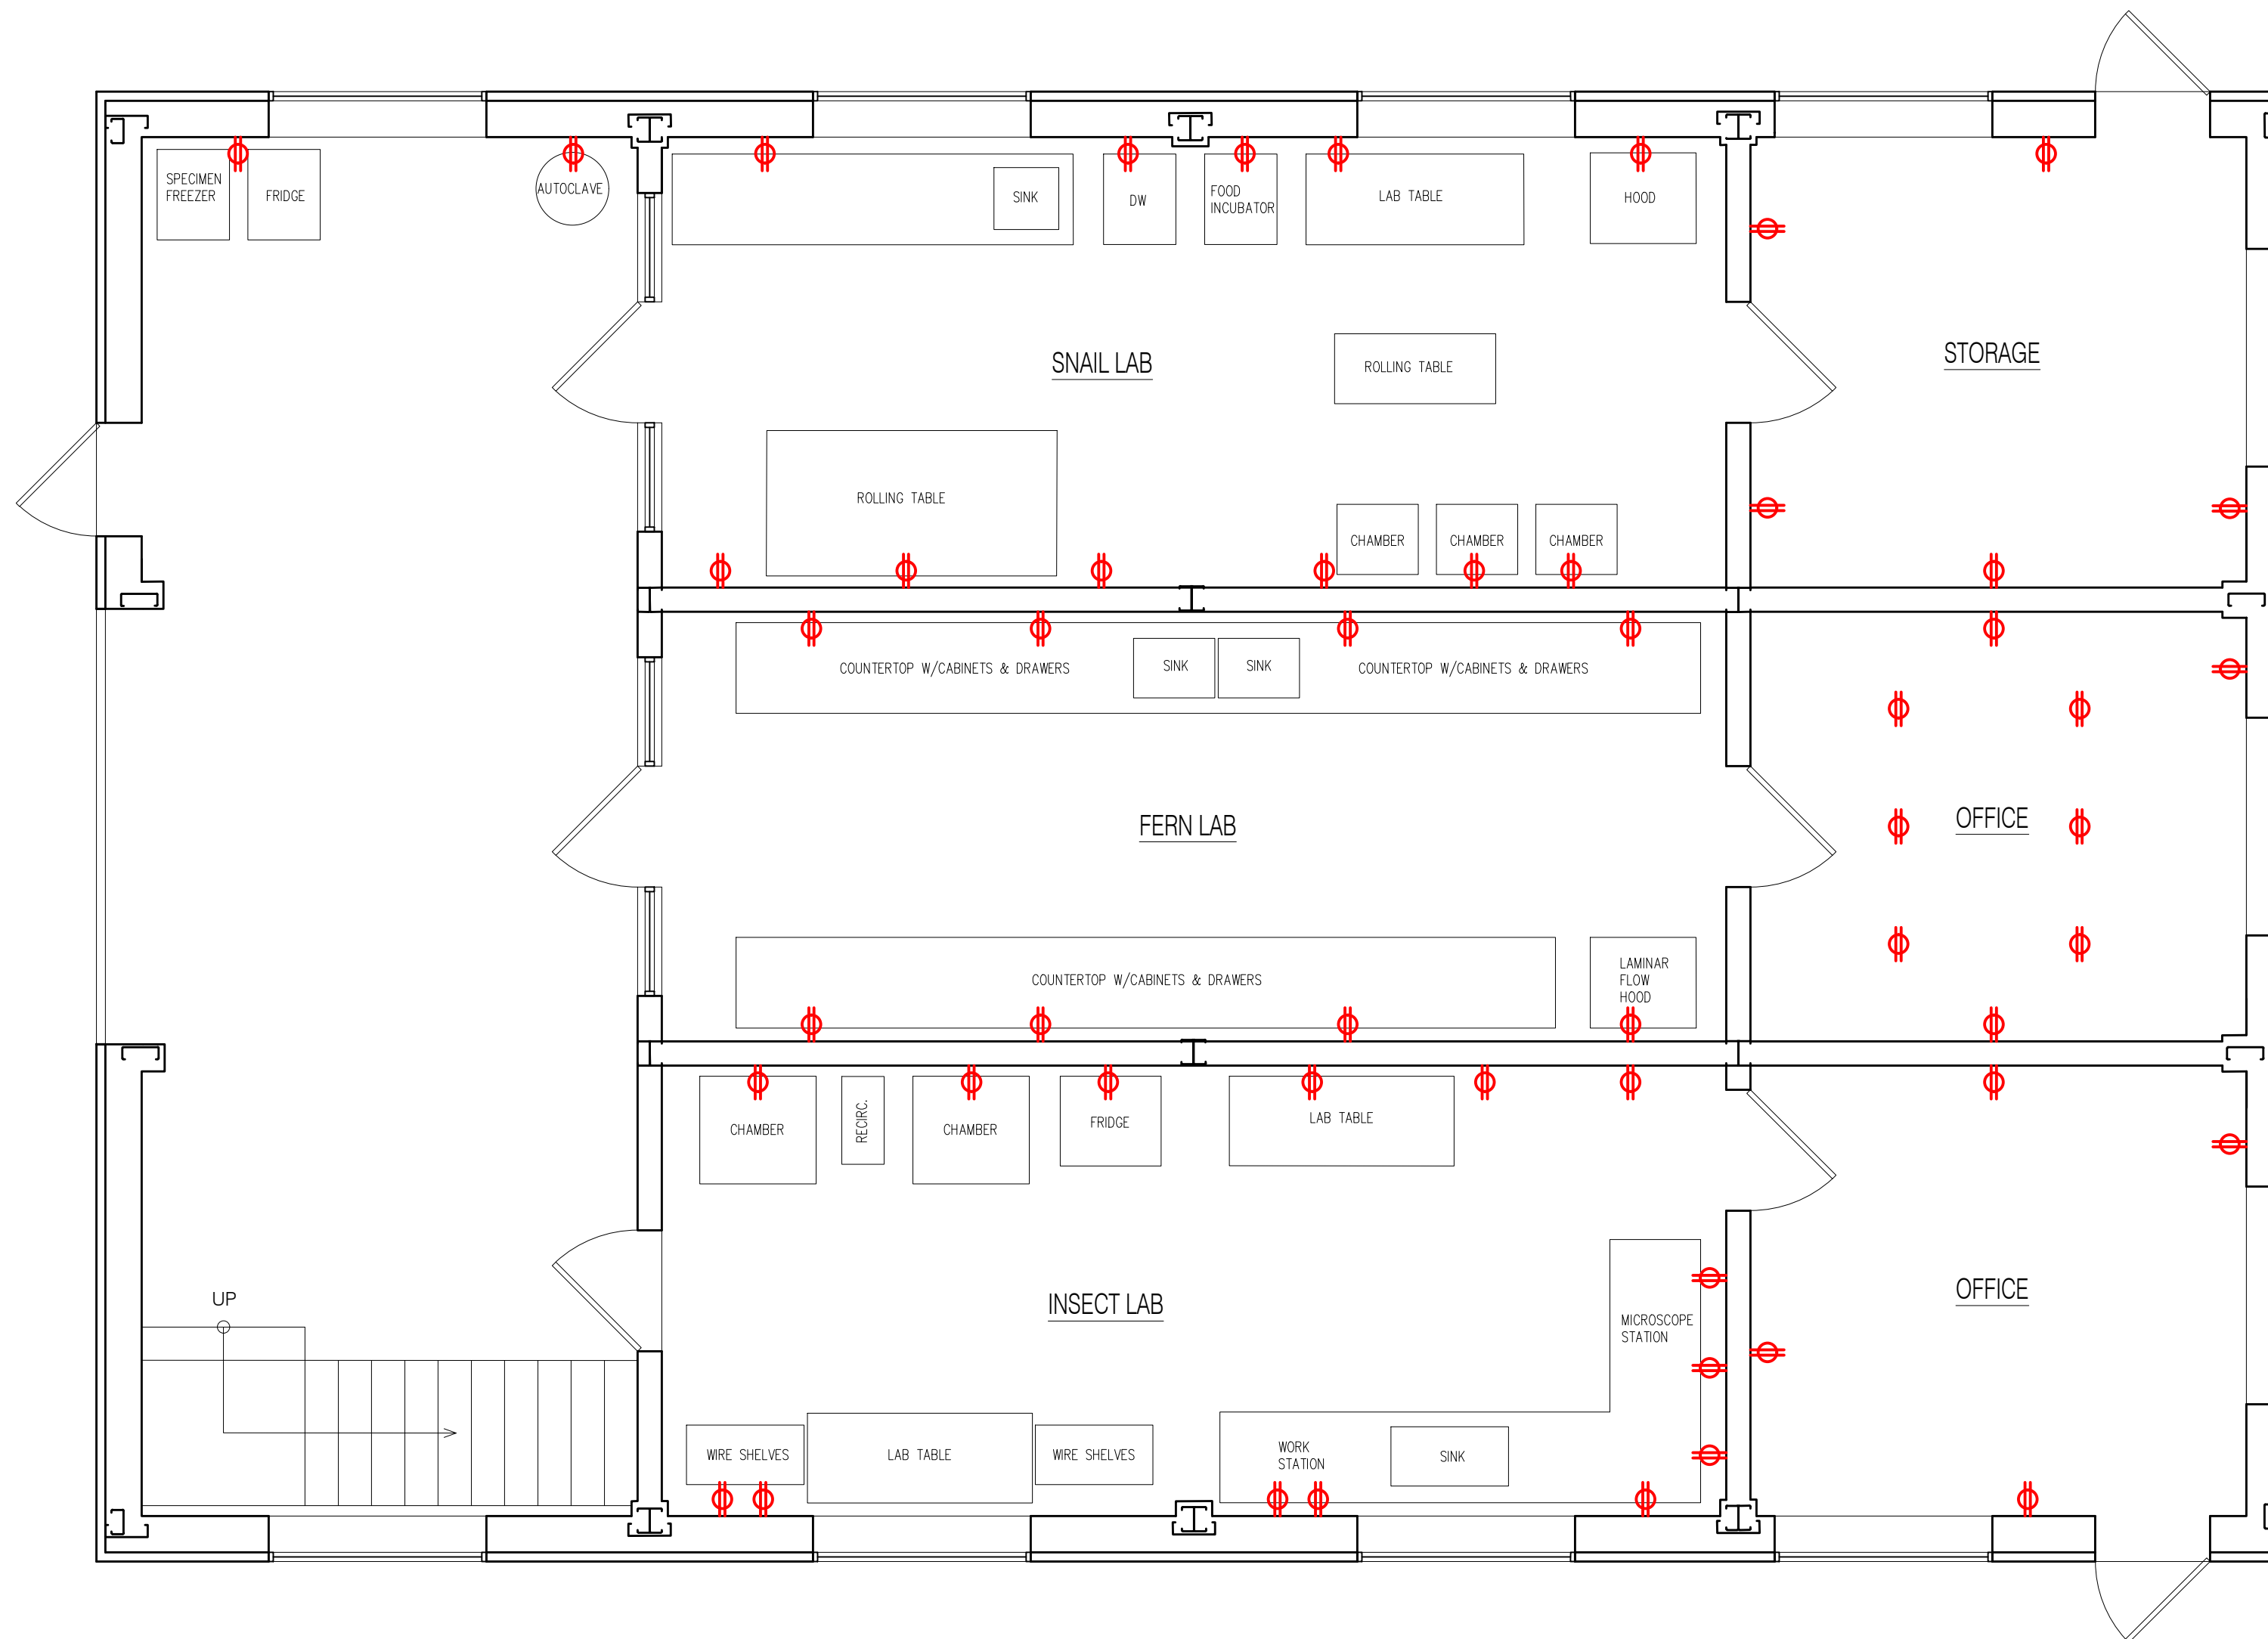 SPECIMEN
FREEZER
FRIDGE
AUTOCLAVE
SINK
DW
FOOD
INCUBATOR
LAB TABLE
HOOD
SNAIL LAB
ROLLING TABLE
STORAGE
ROLLING TABLE
CHAMBER
CHAMBER
CHAMBER
COUNTERTOP W/CABINETS & DRAWERS
SINK
SINK
COUNTERTOP W/CABINETS & DRAWERS
FERN LAB
OFFICE
COUNTERTOP W/CABINETS & DRAWERS
LAMINAR
FLOW
HOOD
CHAMBER
RECIRC.
CHAMBER
FRIDGE
LAB TABLE
UP
INSECT LAB
MICROSCOPE
STATION
OFFICE
WIRE SHELVES
LAB TABLE
WIRE SHELVES
WORK
STATION
SINK